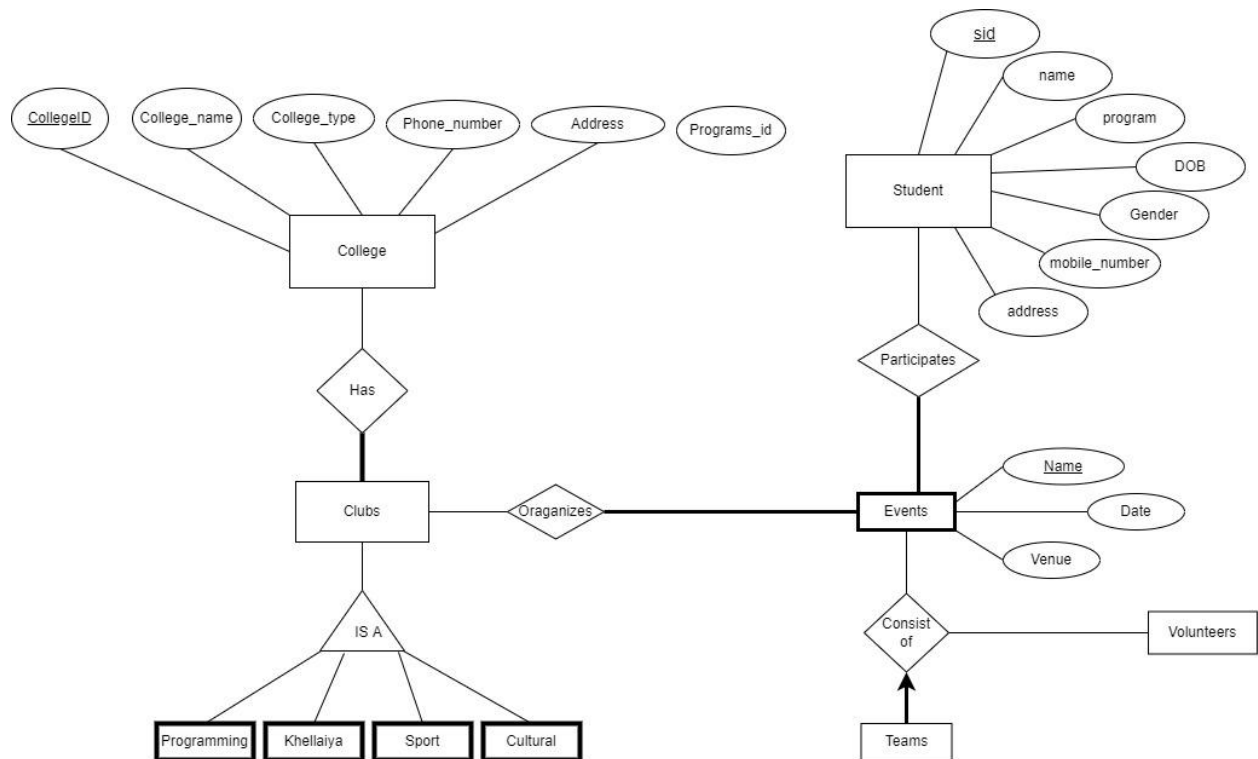 sid
name
program
DOB
Gender
mobile_number
address
Student
CollegeID
College_name
College_type
Phone_number
Address
Programs_id
College
Participates
Has
Clubs
Oraganizes
Events
Name
Date
Venue
IS A
Consist
of
Volunteers
Programming
Khellaiya
Sport
Cultural
Teams